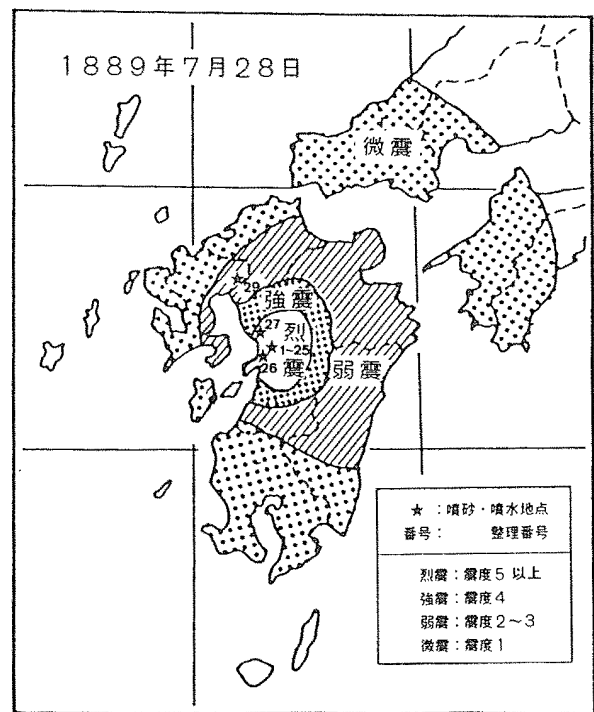 1889年7月28日
微震
1
29
強震
27
烈震
1~25
26
弱震
★:噴砂・噴水地点
番号: 整理番号
烈震:震度5以上
強震:震度4
弱震:震度2~3
微震:震度1